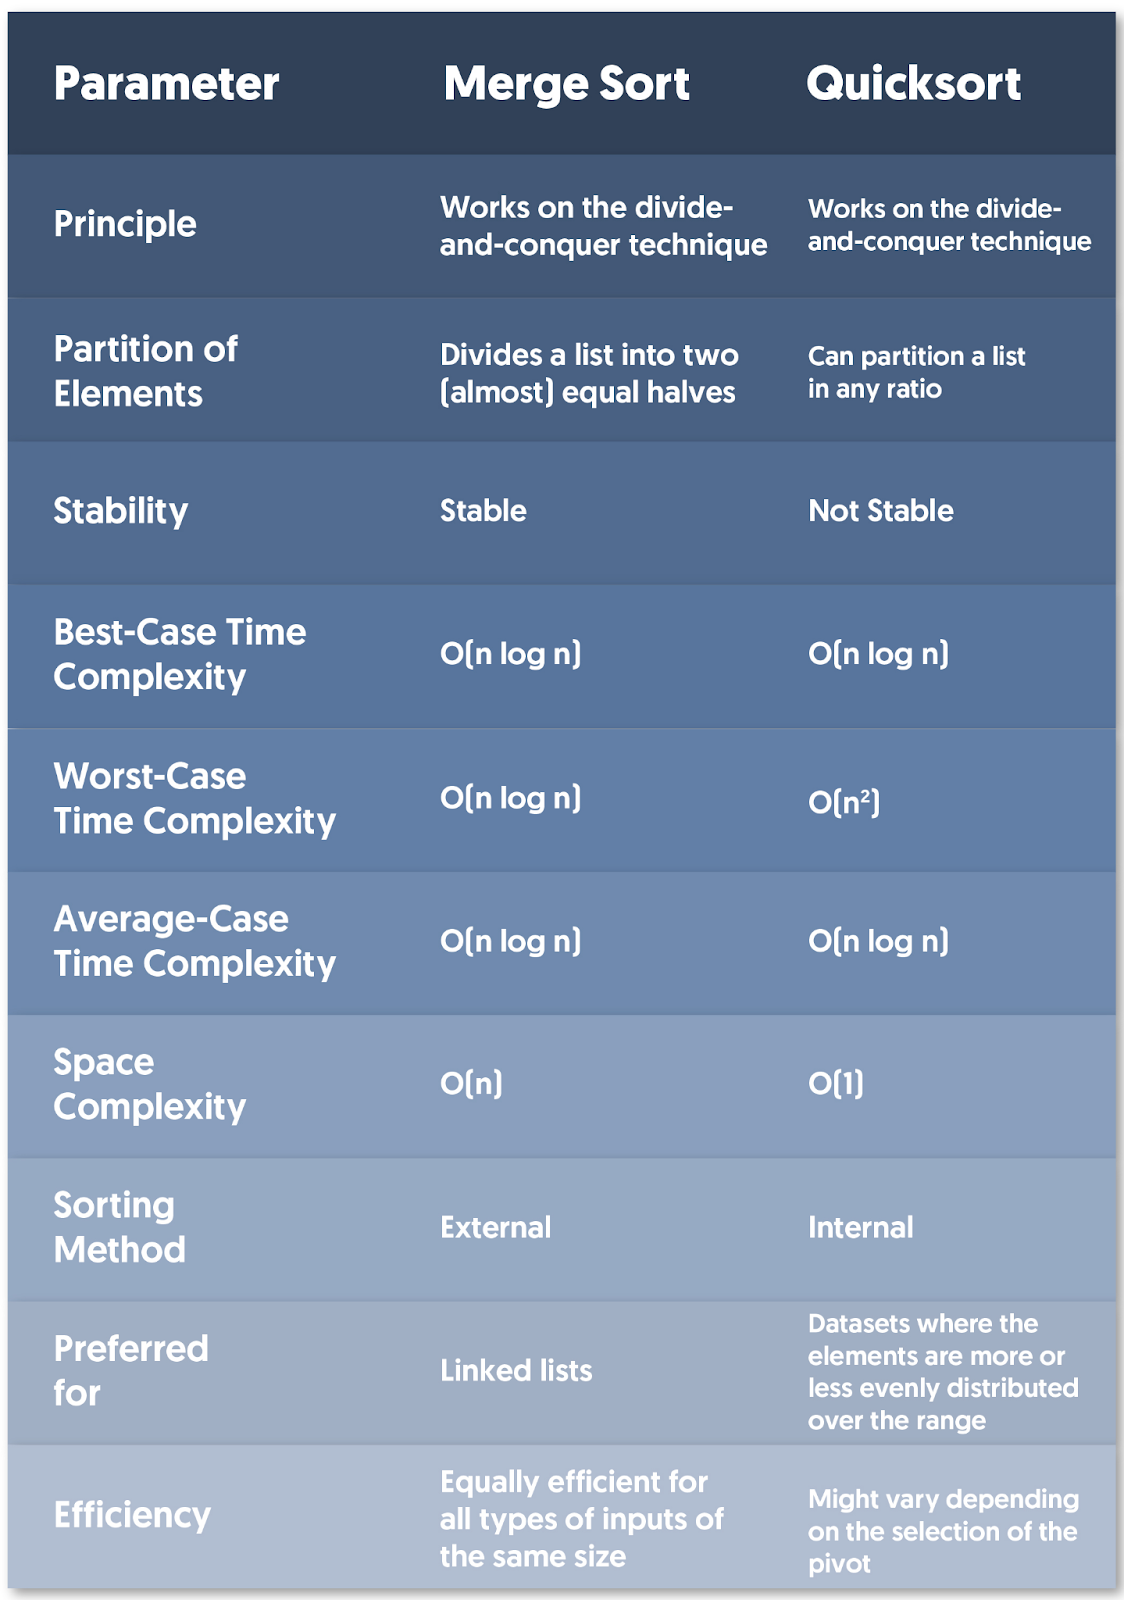 Parameter Merge Sort Quicksort
Principle
Works on the divide-
and-conquer technique
Works on the divide-
and-conquer technique
Partition of
Elements
Divides a list into two
(almost) equal halves
Can partition a list
in any ratio
Stability
Stable
Not Stable
Best-Case Time
Complexity
O(n log n)
O(n log n)
Worst-Case
Time Complexity
O(n log n)
O(n²)
Average-Case
Time Complexity
O(n log n)
O(n log n)
Space
Complexity
O(n)
O(1)
Sorting
Method
External
Internal
Preferred
for
Linked lists
Datasets where the
elements are more or
less evenly distributed
over the range
Efficiency
Equally efficient for
all types of inputs of
the same size
Might vary depending
on the selection of the
pivot